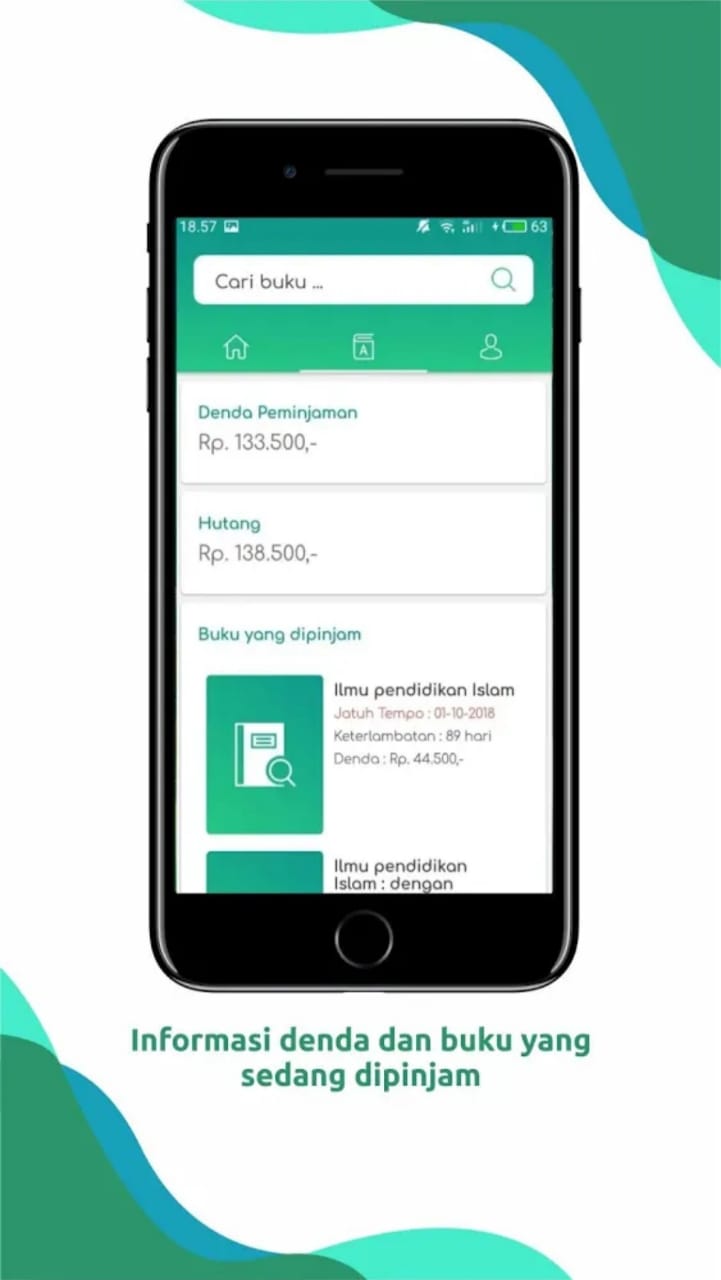 18.57
63
Cari buku ...
A
Denda Peminjaman
Rp. 133.500,-
Hutang
Rp. 138.500,-
Buku yang dipinjam
Ilmu pendidikan Islam
Jatuh Tempo : 01-10-2018
Keterlambatan : 89 hari
Denda : Rp. 44.500,-
Ilmu pendidikan
Islam : dengan
Informasi denda dan buku yang
sedang dipinjam